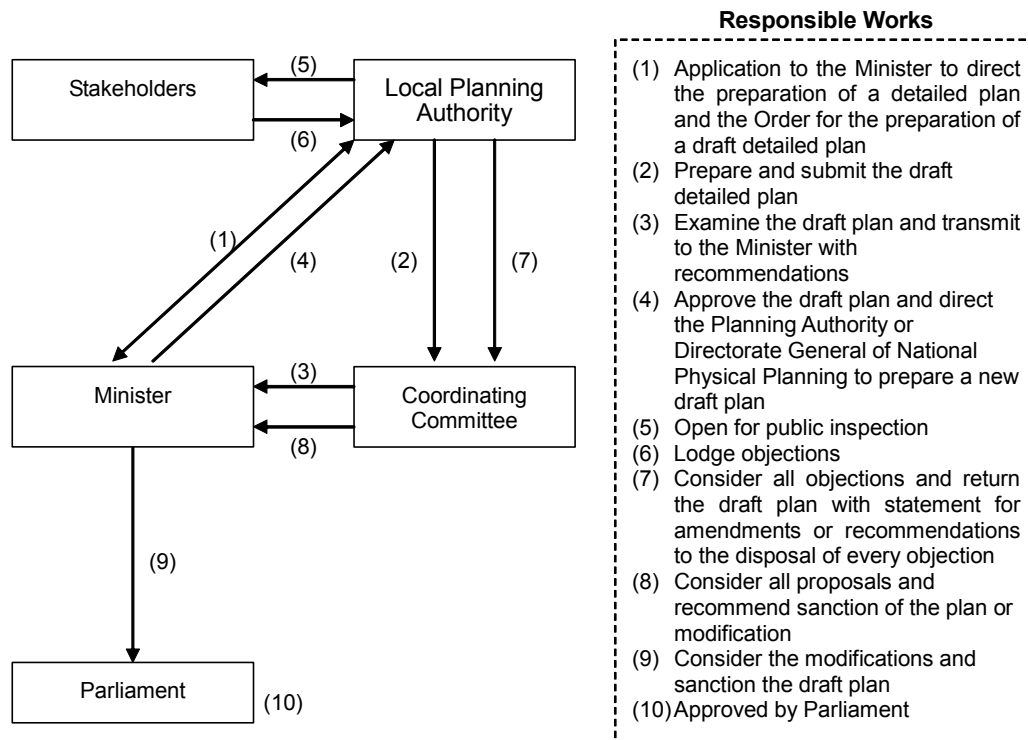 Responsible Works
Stakeholders
(5)
(6)
Local Planning
Authority
(1)
(4)
(2)
(7)
Minister
(3)
(8)
Coordinating
Committee
(9)
Parliament
(10)
(1) Application to the Minister to direct
the preparation of a detailed plan
and the Order for the preparation of
a draft detailed plan
(2) Prepare and submit the draft
detailed plan
(3) Examine the draft plan and transmit
to the Minister with
recommendations
(4) Approve the draft plan and direct
the Planning Authority or
Directorate General of National
Physical Planning to prepare a new
draft plan
(5) Open for public inspection
(6) Lodge objections
(7) Consider all objections and return
the draft plan with statement for
amendments or recommendations
to the disposal of every objection
(8) Consider all proposals and
recommend sanction of the plan or
modification
(9) Consider the modifications and
sanction the draft plan
(10) Approved by Parliament